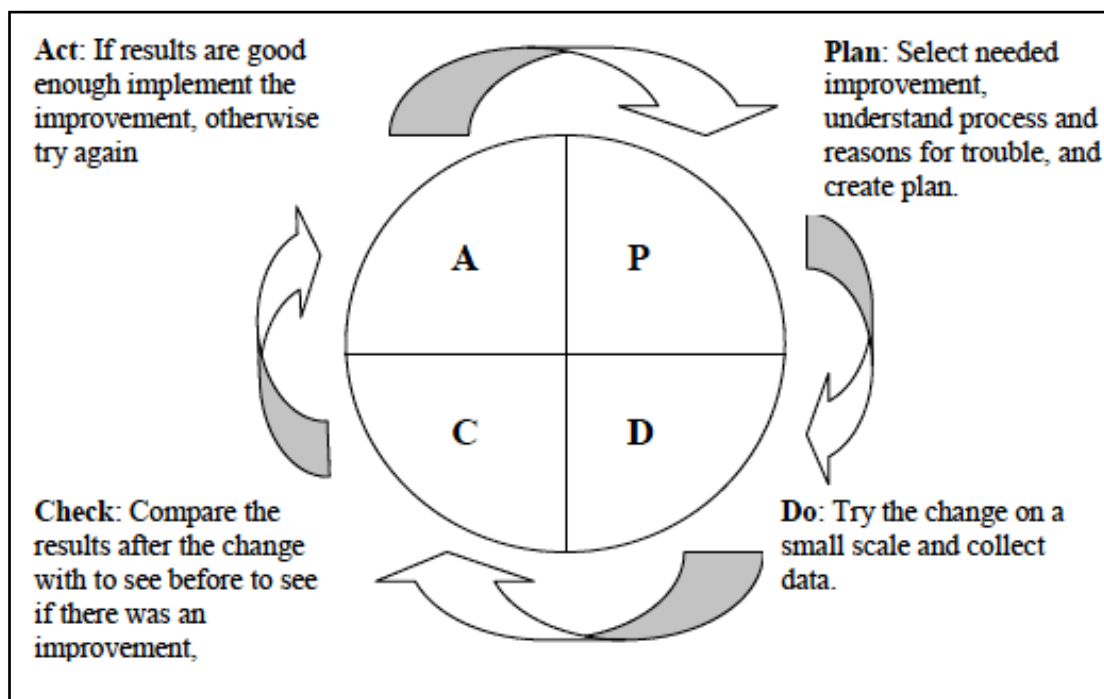 Act: If results are good
enough implement the
improvement, otherwise
try again
Plan: Select needed
improvement,
understand process and
reasons for trouble, and
create plan.
A
P
C
D
Check: Compare the
results after the change
with to see before to see
if there was an
improvement,
Do: Try the change on a
small scale and collect
data.